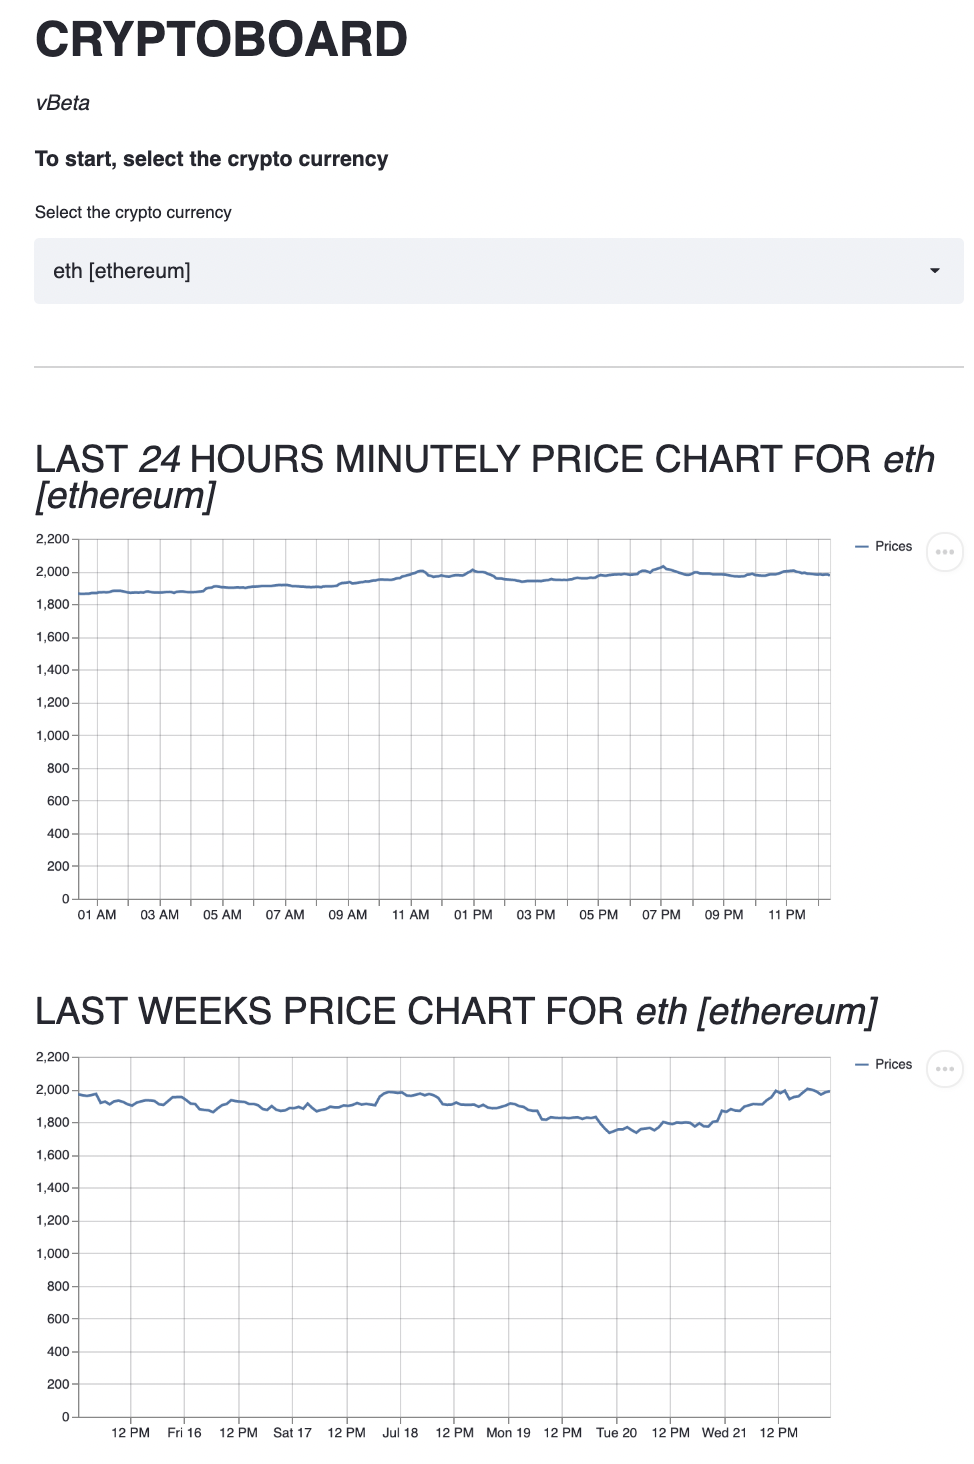 CRYPTOBOARD
vBeta
To start, select the crypto currency
Select the crypto currency
eth [ethereum]
LAST 24 HOURS MINUTELY PRICE CHART FOR eth
[ethereum]
2,200
2,000
1,800
1,600
1,400
1,200
1,000
800
600
400
200
0
01 AM 03 AM 05 AM 07 AM 09 AM 11 AM 01 PM 03 PM 05 PM 07 PM 09 PM 11 PM
Prices
LAST WEEKS PRICE CHART FOR eth [ethereum]
2,200
2,000
1,800
1,600
1,400
1,200
1,000
800
600
400
200
0
12 PM Fri 16 12 PM Sat 17 12 PM Jul 18 12 PM Mon 19 12 PM Tue 20 12 PM Wed 21 12 PM
Prices